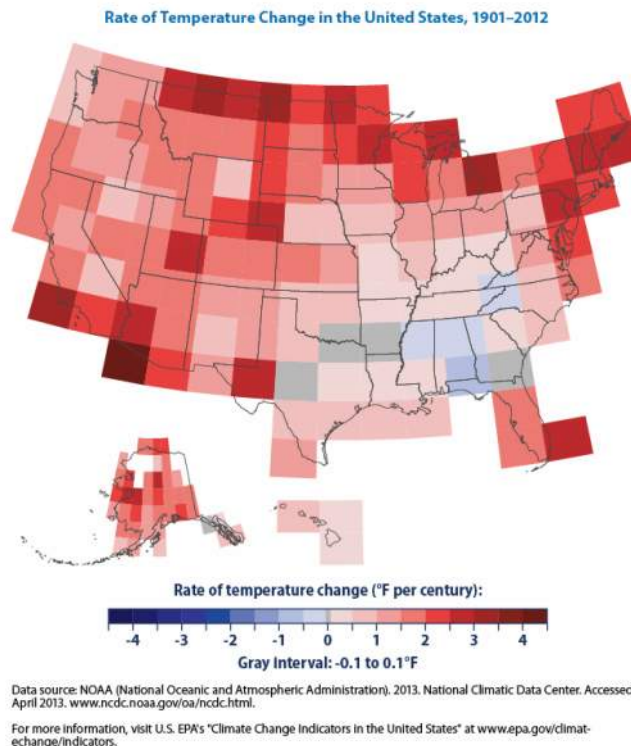 Rate of Temperature Change in the United States, 1901–2012
Rate of temperature change (°F per century):
-4 -3 -2 -1 0 1 2 3 4
Gray interval: -0.1 to 0.1°F
Data source: NOAA (National Oceanic and Atmospheric Administration). 2013. National Climatic Data Center. Accessed
April 2013. www.ncdc.noaa.gov/oa/ncdc.html.
For more information, visit U.S. EPA's "Climate Change Indicators in the United States" at www.epa.gov/climat-
echange/indicators.